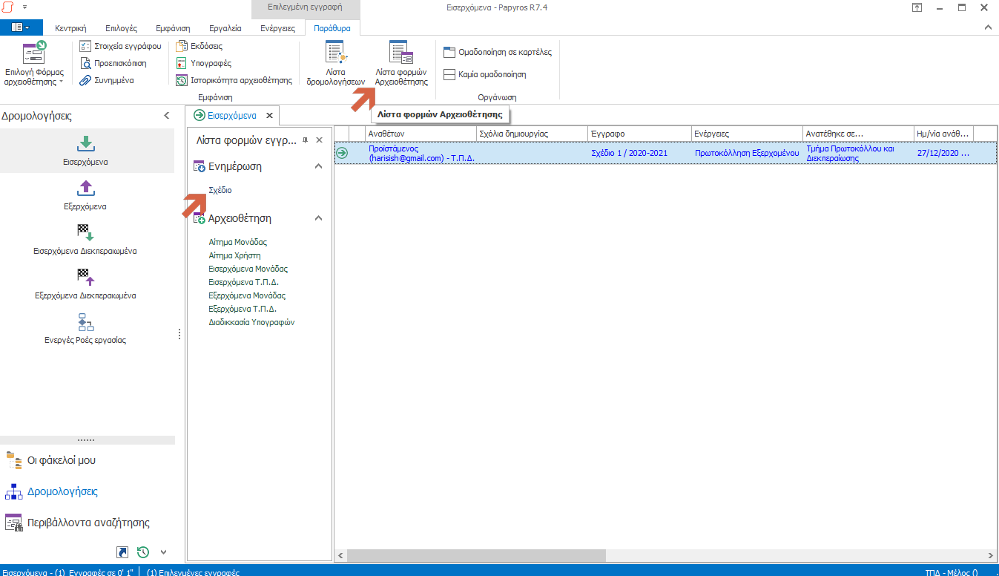 Επιλεγμένη εγγραφή
Εισερχόμενα - Papyros R7.4
Κεντρική Επιλογές Εμφάνιση Εργαλεία Ενέργειες Παράθυρα
Επιλογή Φόρμας
αρχειοθέτησης
Στοιχεία εγγράφου
Προεπισκόπιση
Συνημμένα
Εκδόσεις
Υπογραφές
Ιστορικότητα αρχειοθέτησης
Λίστα
δρομολογήσεων
Λίστα φορμών
Αρχειοθέτησης
Εμφάνιση
Ομαδοποίηση σε καρτέλες
Καμία ομαδοποίηση
Οργάνωση
Λίστα φορμών Αρχειοθέτησης
Δρομολογήσεις
Εισερχόμενα
Εξερχόμενα
Εισερχόμενα Διεκπεραιωμένα
Εξερχόμενα Διεκπεραιωμένα
Ενεργές Ροές εργασίας
Οι φάκελοί μου
Δρομολογήσεις
Περιβάλλοντα αναζήτησης
Εισερχόμενα
Λίστα φορμών εγγρ...
Ενημέρωση
Σχέδιο
Αρχειοθέτηση
Αίτημα Μονάδας
Αίτημα Χρήστη
Εισερχόμενα Μονάδας
Εισερχόμενα Τ.Π.Δ.
Εξερχόμενα Μονάδας
Εξερχόμενα Τ.Π.Δ.
Διαδικκασία Υπογραφών
Αναθέτων Σχόλια δημιουργίας Έγγραφο Ενέργειες Ανατέθηκε σε... Ημ/νία ανάθ...
Προϊστάμενος
(harisish@gmail.com) - Τ.Π.Δ.
Σχέδιο 1 / 2020-2021
Πρωτοκόλληση Εξερχομένου
Τμήμα Πρωτοκόλλου και
Διεκπεραίωσης
27/12/2020 ...
Εισερχόμενα - (1) Εγγραφές σε 0' 1" (1) Επιλεγμένες εγγραφές
ΤΠΔ - Μέλος ()